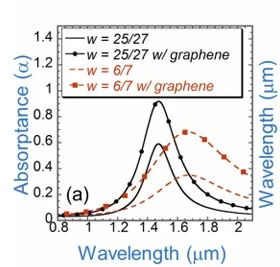 1.4
1.2
1
0.8
0.6
0.4
0.2
0
0.8 1 1.2 1.4 1.6 1.8 2
w = 25/27
w = 25/27 w/ graphene
w = 6/7
w = 6/7 w/ graphene
(a)
Absorptance (α)
Wavelength (μm)
Wavelength (μm)